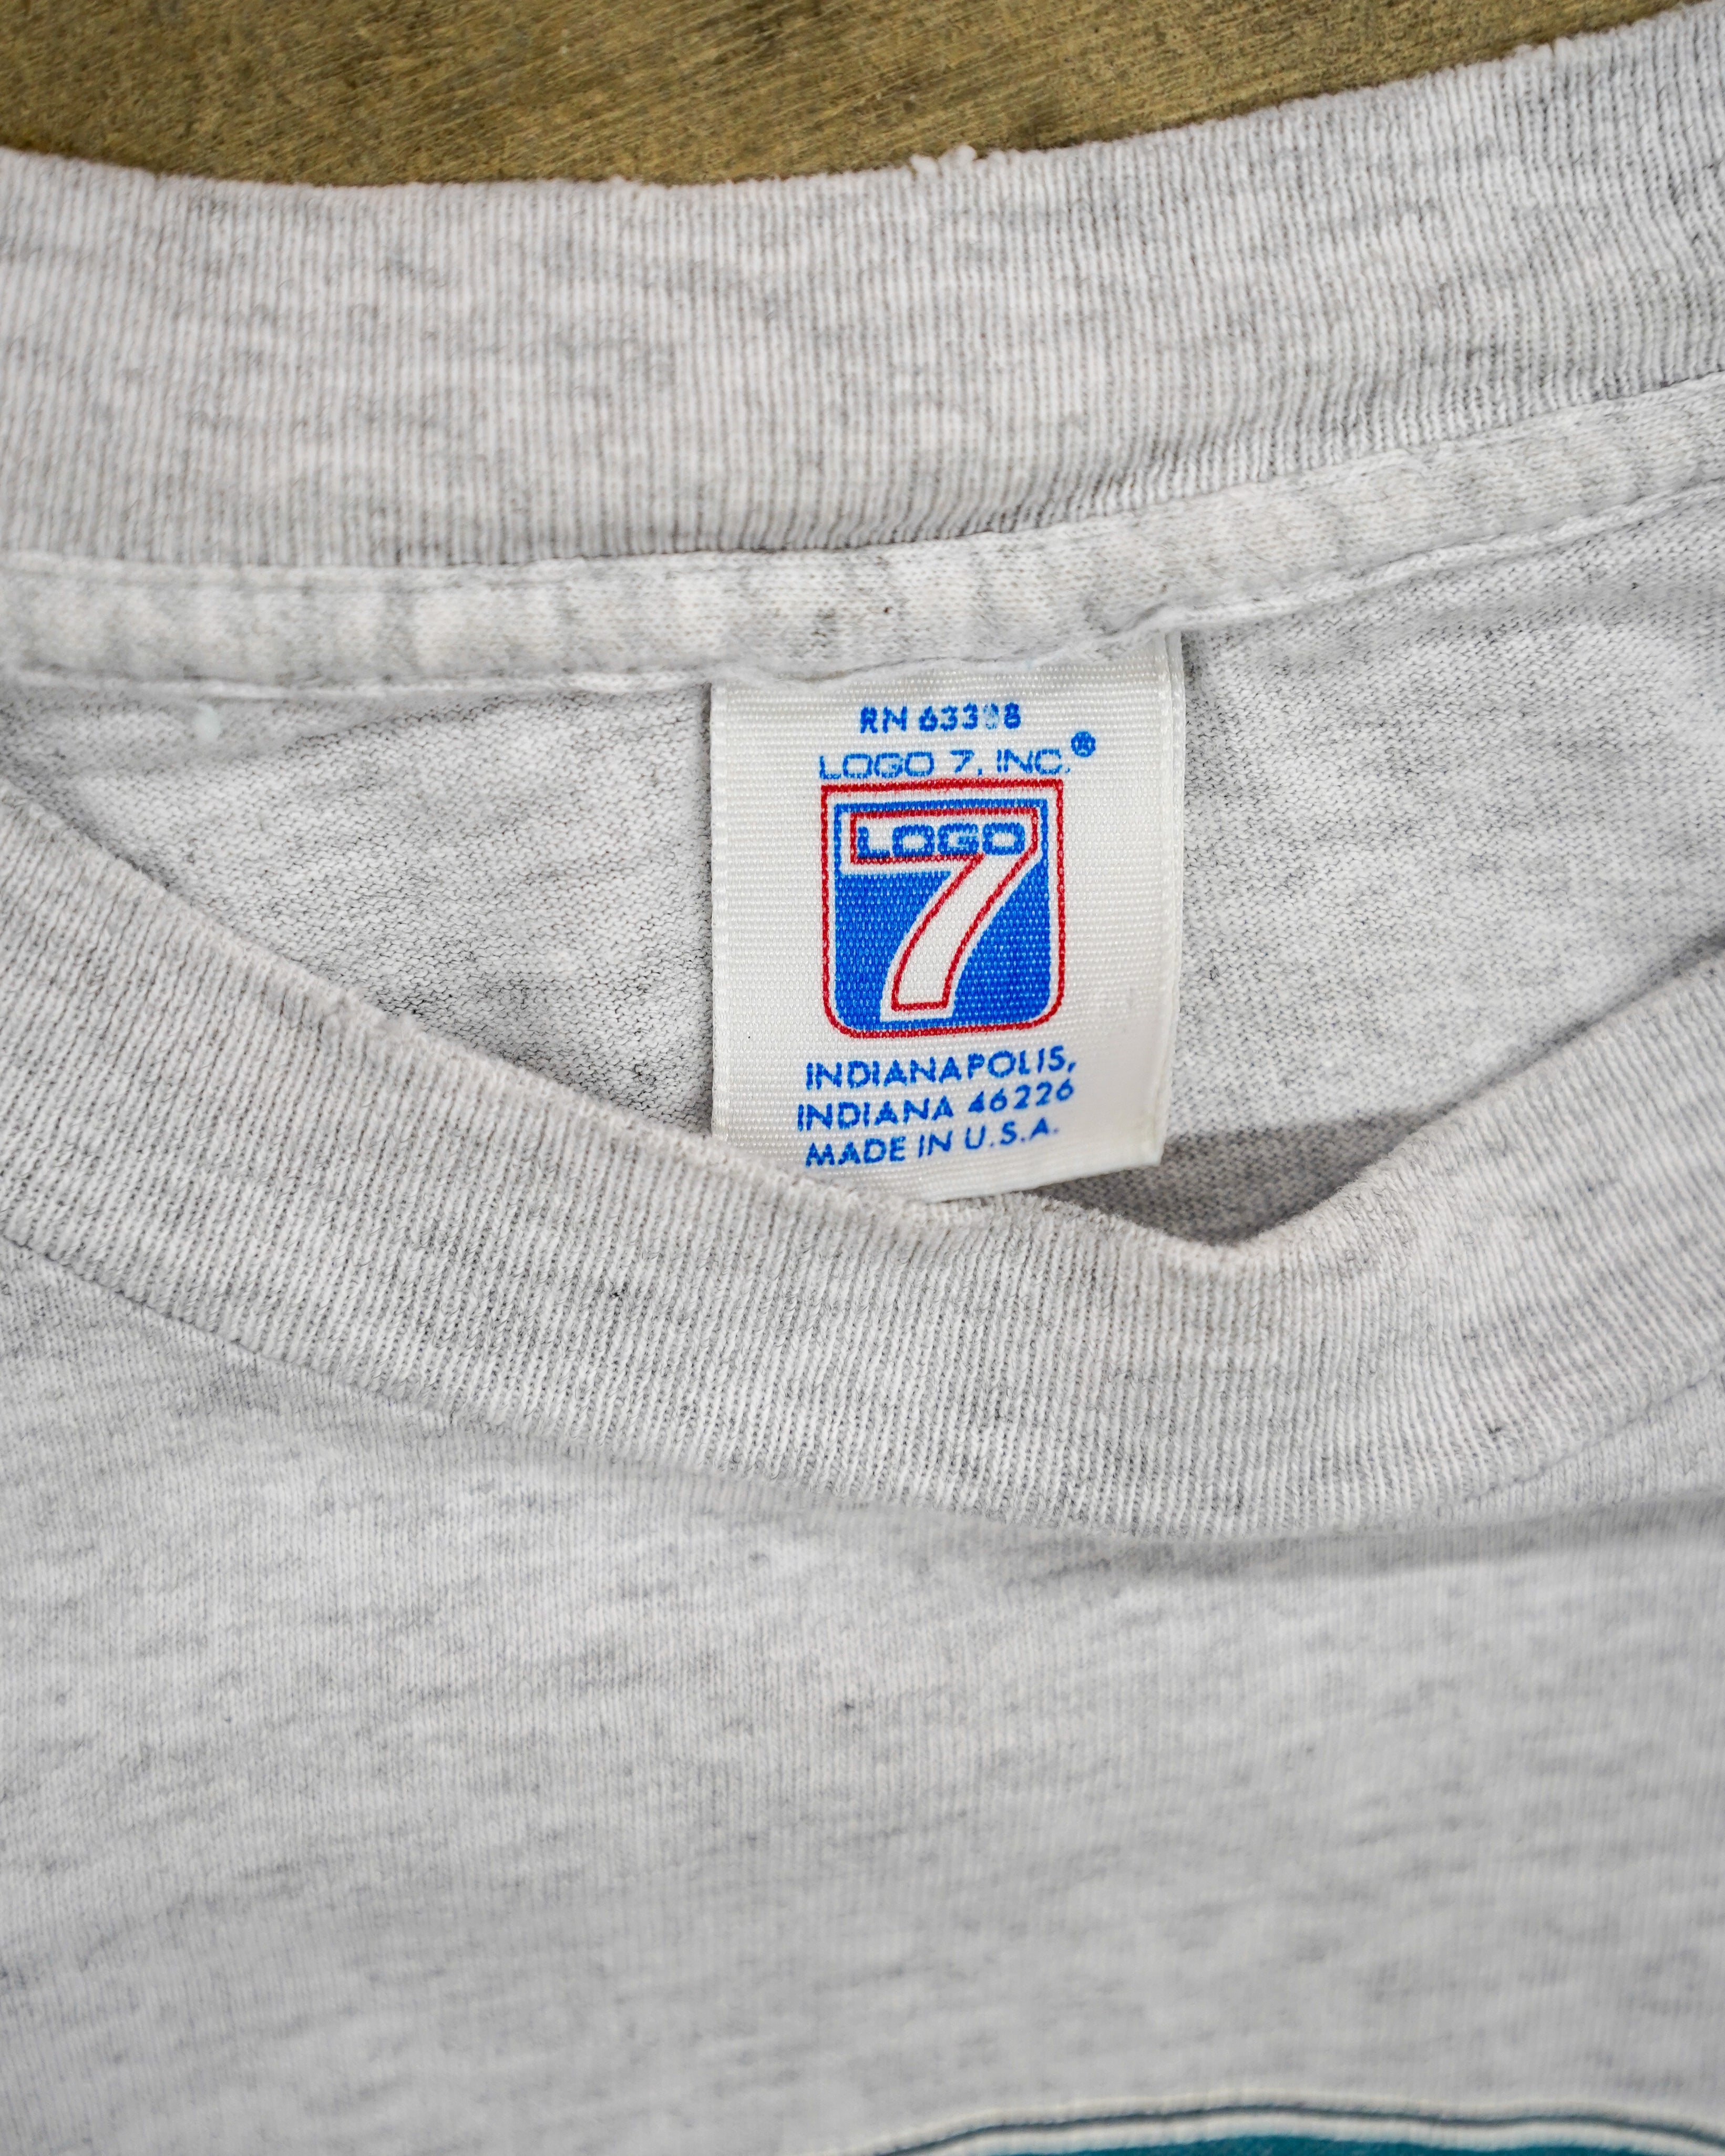 RN 63398
LOGO 7, INC.®
LOGO
7
INDIANAPOLIS,
INDIANA 46226
MADE IN U.S.A.